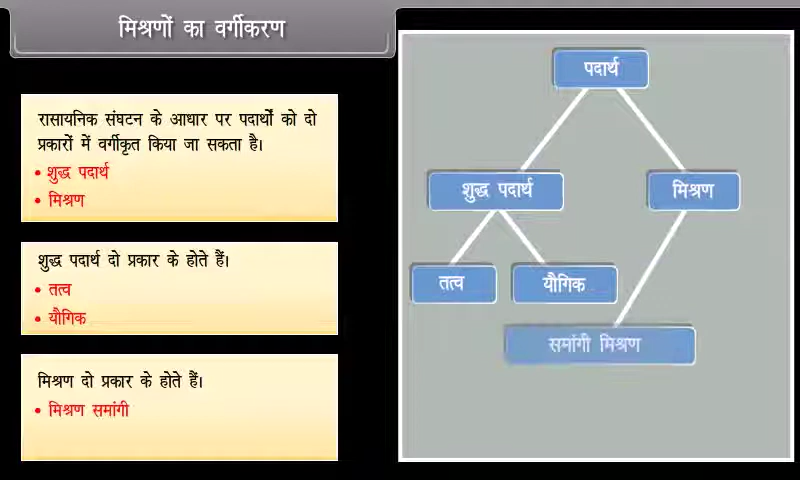 मिश्रणों का वर्गीकरण
रासायनिक संघटन के आधार पर पदार्थों को दो
प्रकारों में वर्गीकृत किया जा सकता है।
• शुद्ध पदार्थ
• मिश्रण
शुद्ध पदार्थ दो प्रकार के होते हैं।
• तत्व
• यौगिक
मिश्रण दो प्रकार के होते हैं।
• मिश्रण समांगी
पदार्थ
शुद्ध पदार्थ
मिश्रण
तत्व
यौगिक
समांगी मिश्रण